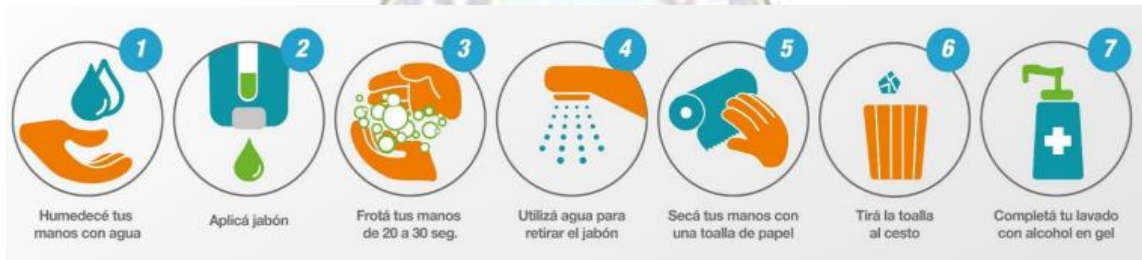 1
2
3
4
5
6
7
Humedecé tus
manos con agua
Aplicá jabón
Frotá tus manos
de 20 a 30 seg.
Utilizá agua para
retirar el jabón
Secá tus manos con
una toalla de papel
Tirá la toalla
al cesto
Completá tu lavado
con alcohol en gel